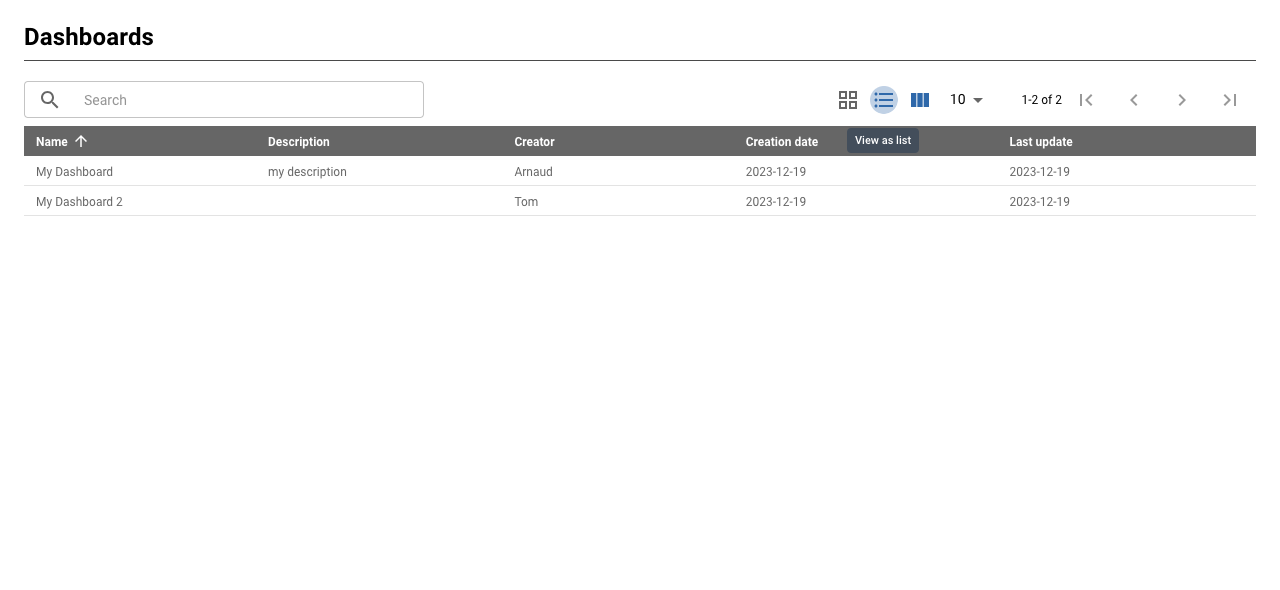 Dashboards
Search
10
1-2 of 2
Name Description Creator Creation date Last update
View as list
My Dashboard my description Arnaud 2023-12-19 2023-12-19
My Dashboard 2 Tom 2023-12-19 2023-12-19